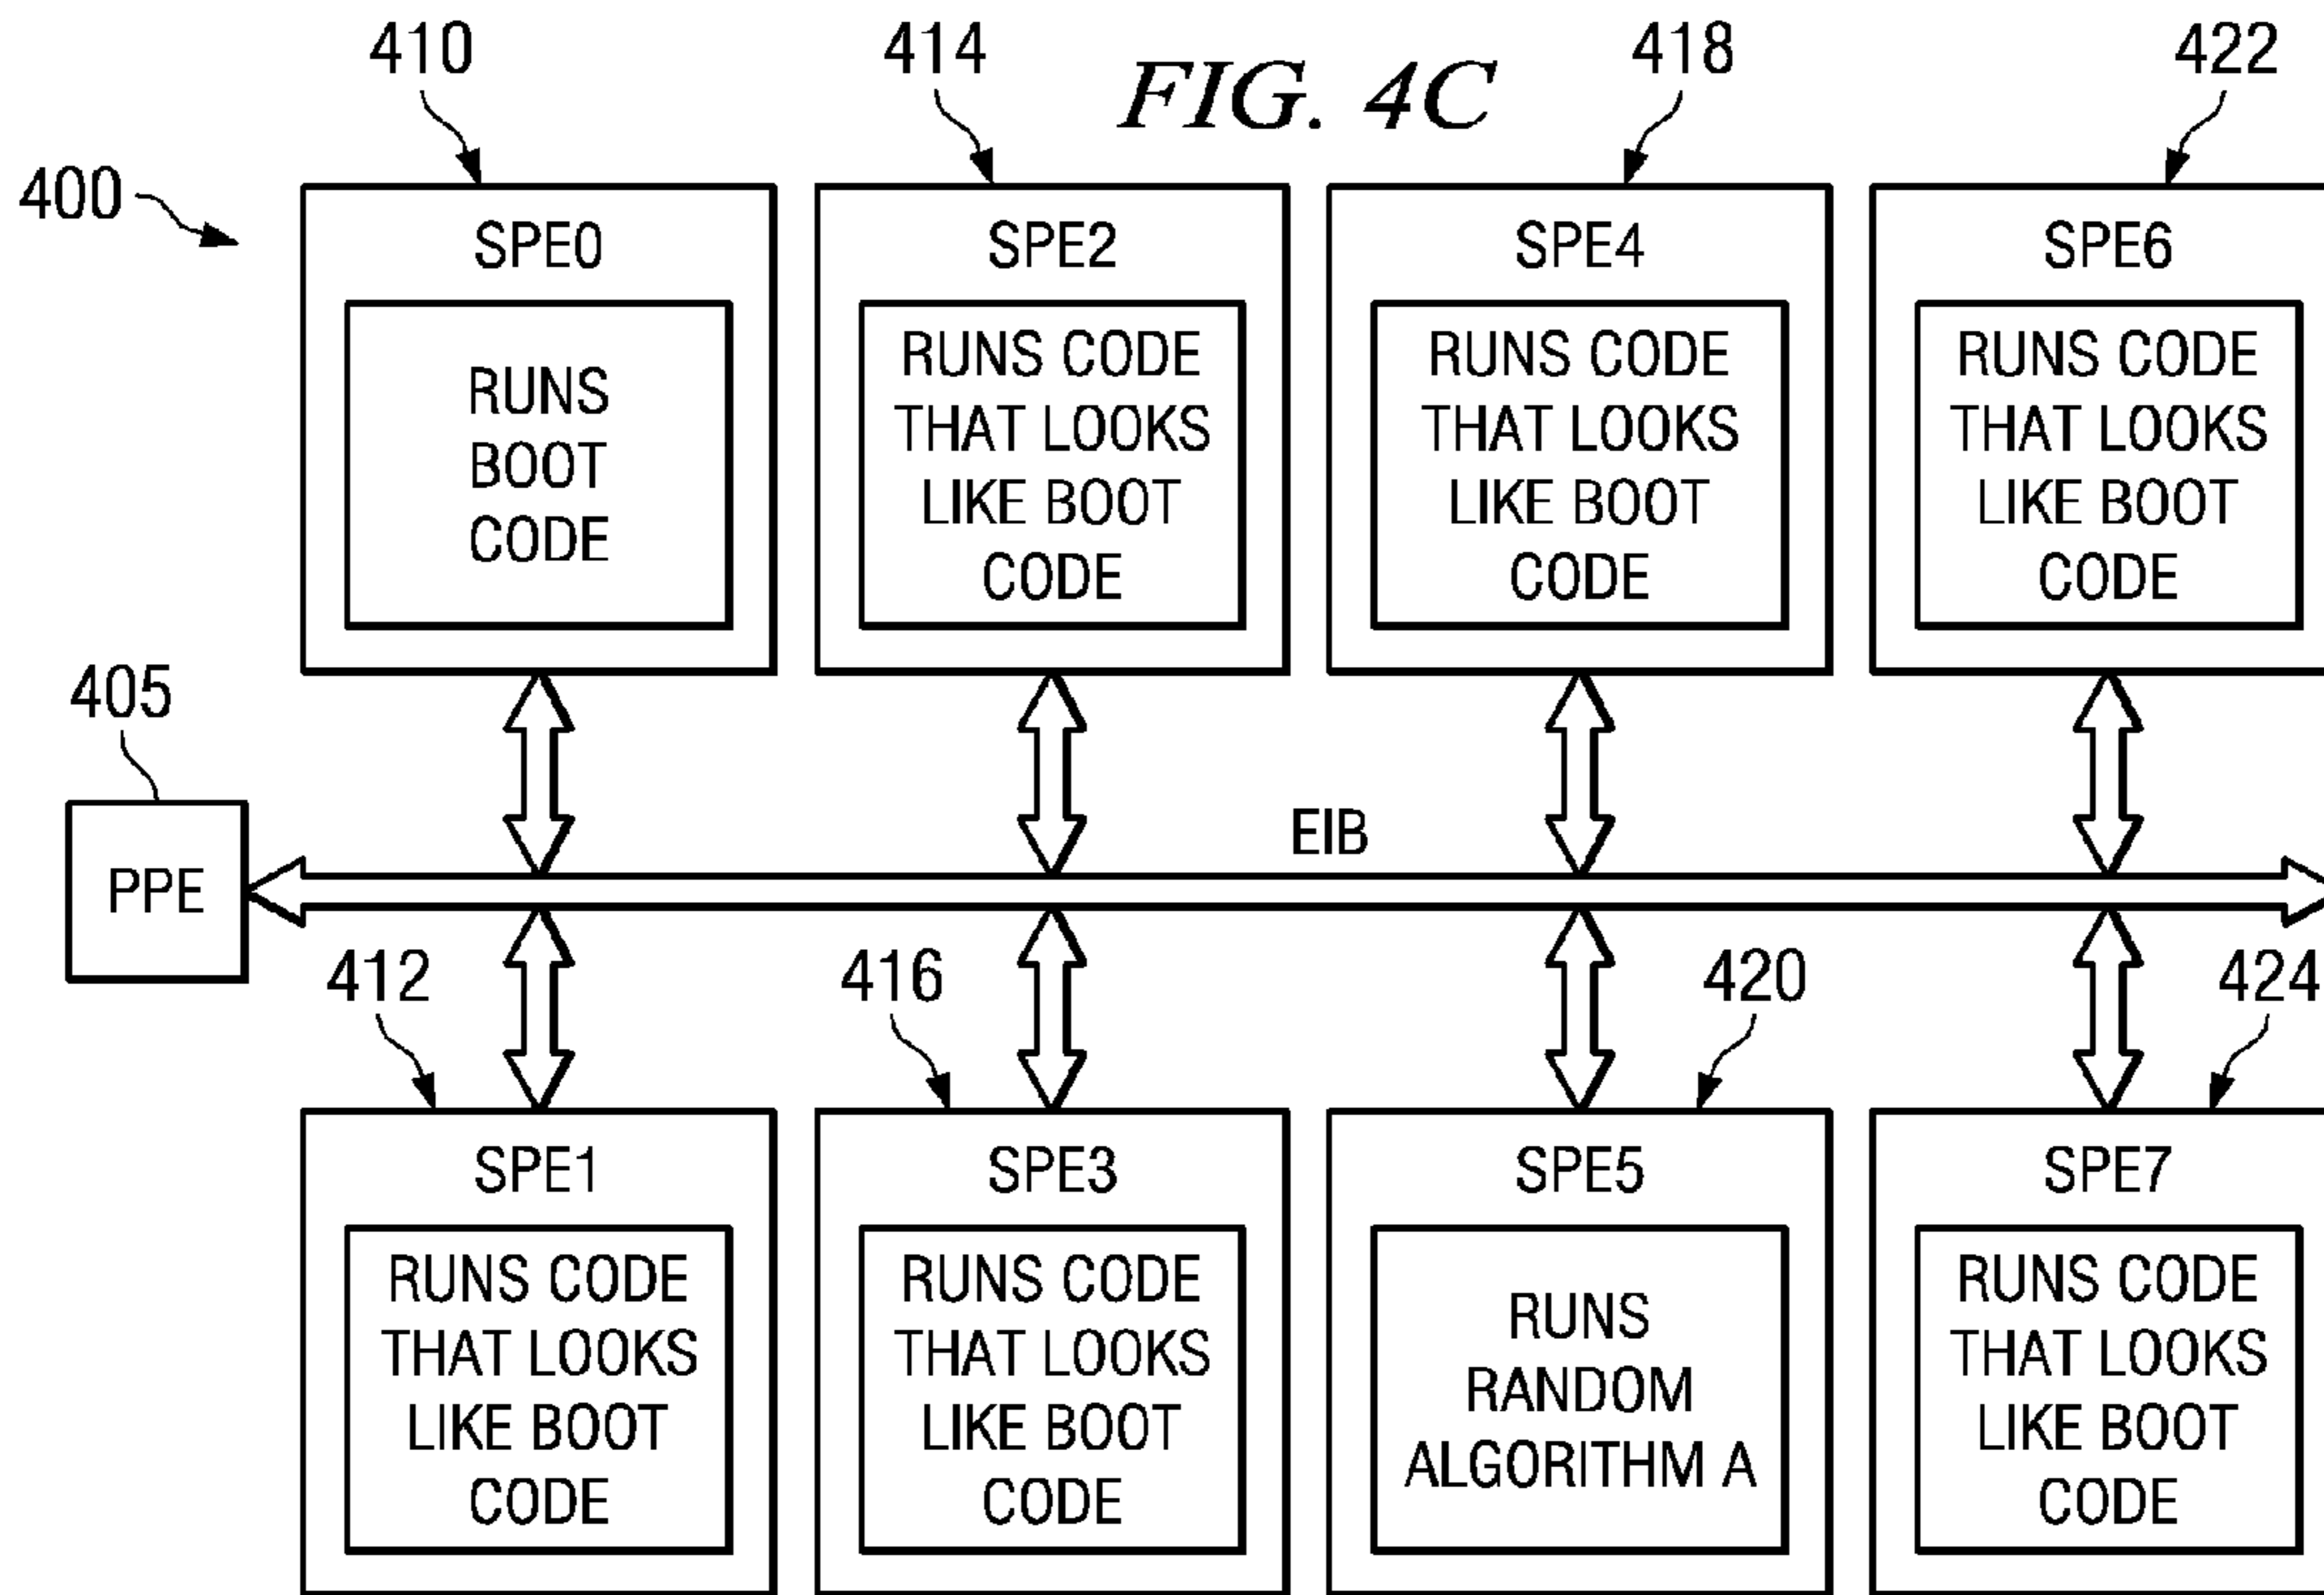 410
414
FIG. 4C
418
422
400
SPE0
SPE2
SPE4
SPE6
RUNS
BOOT
CODE
RUNS CODE
THAT LOOKS
LIKE BOOT
CODE
RUNS CODE
THAT LOOKS
LIKE BOOT
CODE
RUNS CODE
THAT LOOKS
LIKE BOOT
CODE
405
PPE
EIB
412
416
420
424
SPE1
SPE3
SPE5
SPE7
RUNS CODE
THAT LOOKS
LIKE BOOT
CODE
RUNS CODE
THAT LOOKS
LIKE BOOT
CODE
RUNS
RANDOM
ALGORITHM A
RUNS CODE
THAT LOOKS
LIKE BOOT
CODE